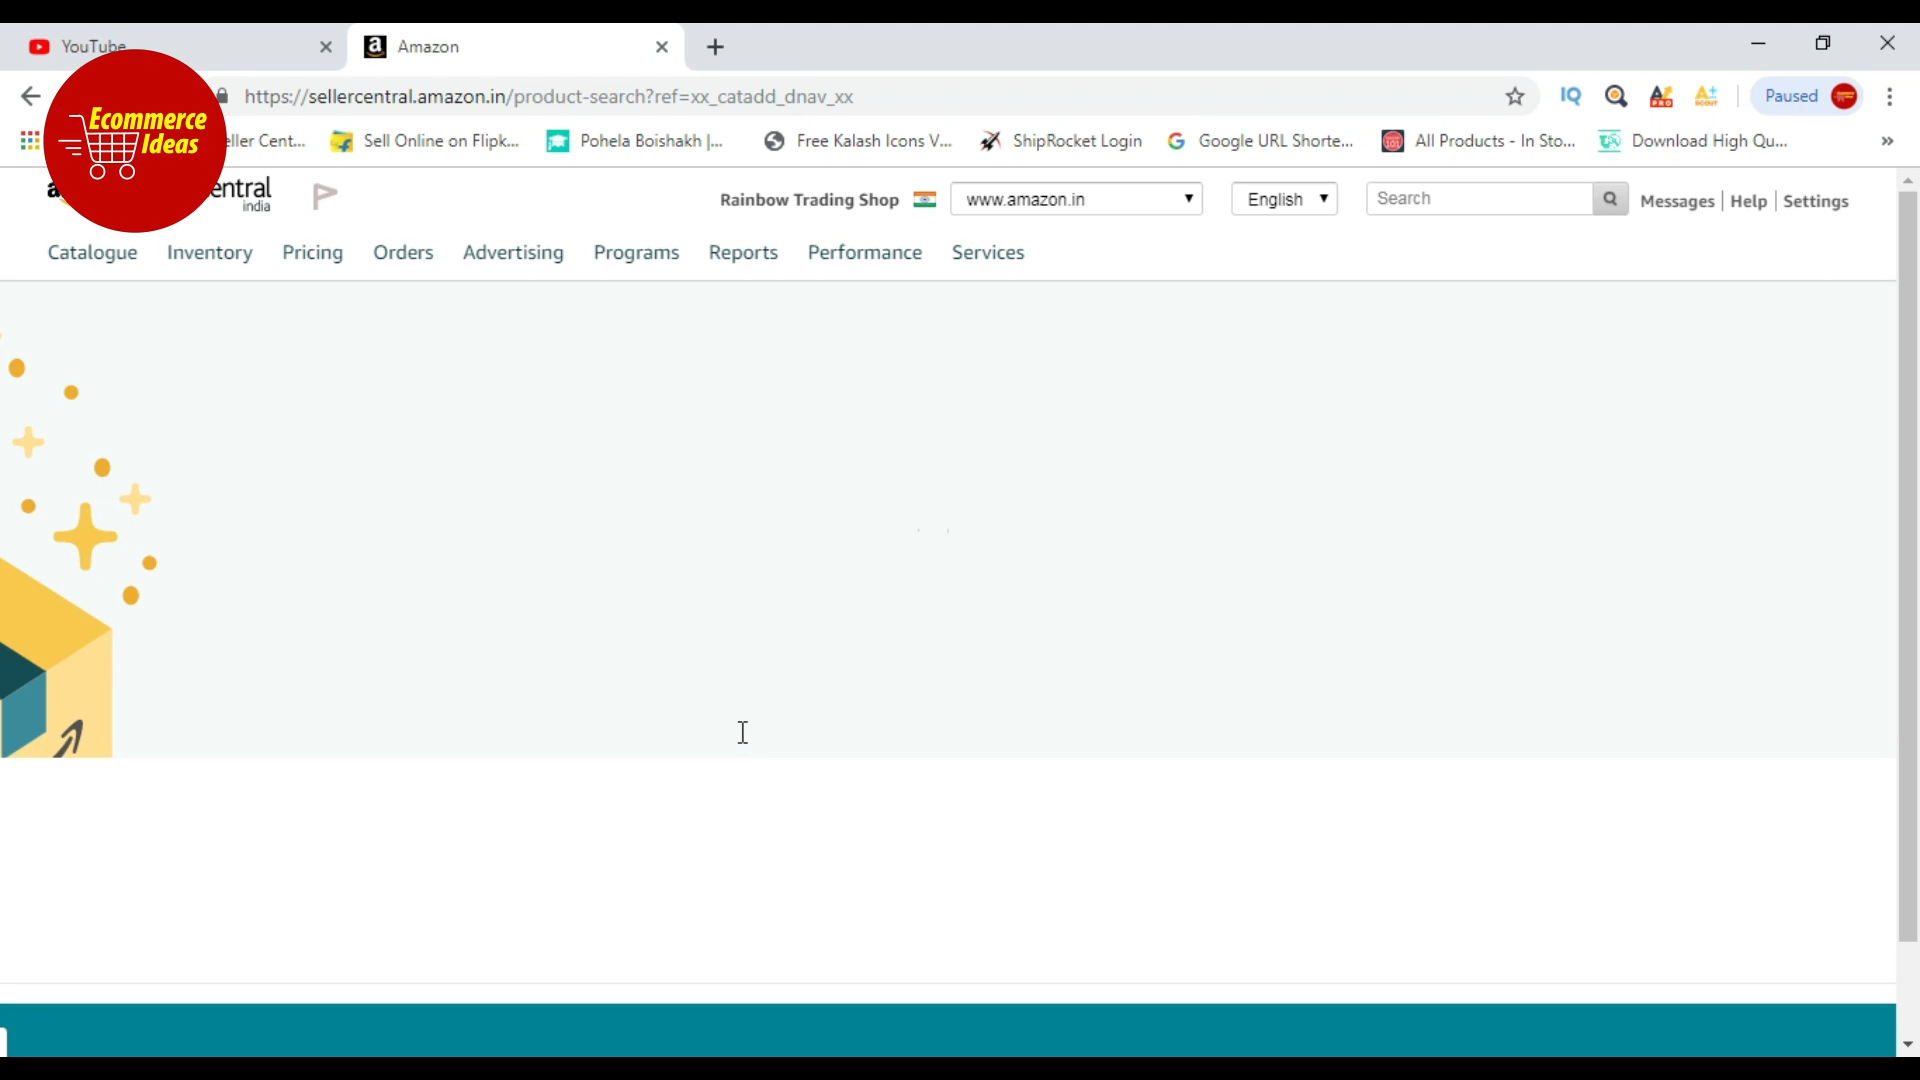 YouTube
Amazon
https://sellercentral.amazon.in/product-search?ref=xx_catadd_dnav_xx
IQ
PRO
SCOUT
Paused
Ecommerce
Ideas
eller Cent...
Sell Online on Flipk...
Pohela Boishakh |...
Free Kalash Icons V...
ShipRocket Login
Google URL Shorte...
All Products - In Sto...
Download High Qu...
entral
india
Rainbow Trading Shop
www.amazon.in
English
Search
Messages | Help | Settings
Catalogue
Inventory
Pricing
Orders
Advertising
Programs
Reports
Performance
Services